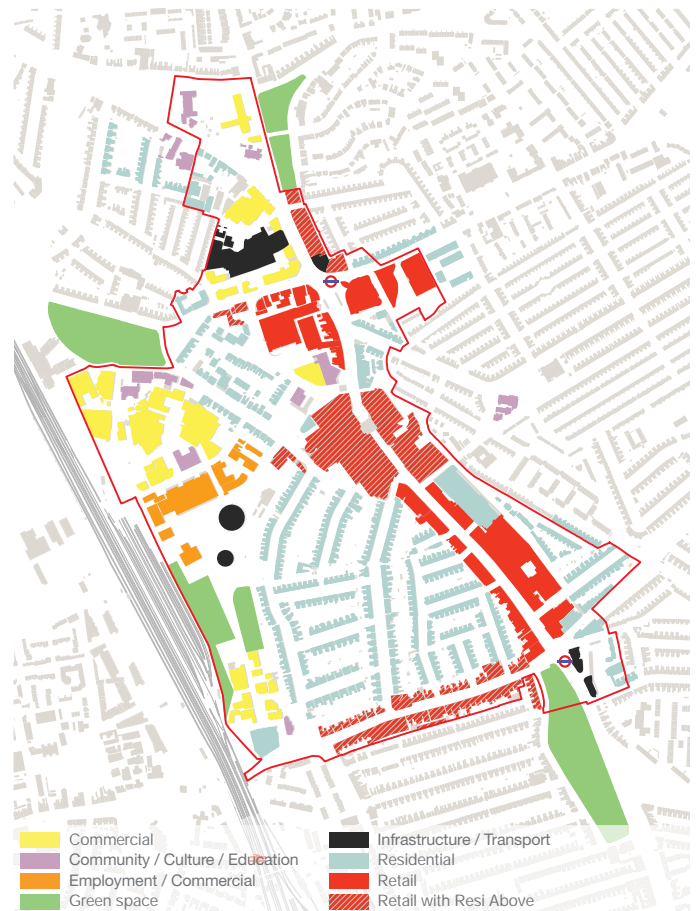 Commercial
Community / Culture / Education
Employment / Commercial
Green space
Infrastructure / Transport
Residential
Retail
Retail with Resi Above